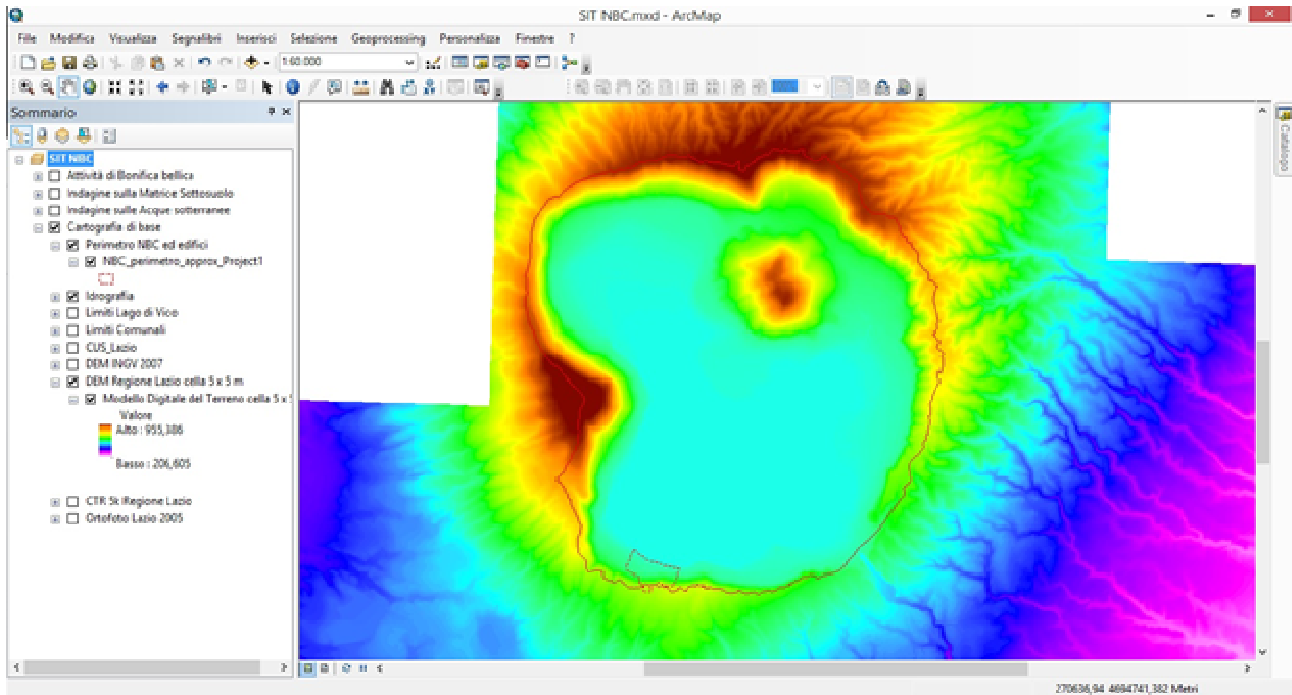 SIT NBC.mxd - ArcMap
File Modifica Visualizza Segnalibri Inserisci Selezione Geoprocessing Personalizza Finestre ?
1:60.000
Sommario
Catalogo
SIT NBC
Attività di Bonifica bellica
Indagine sulla Matrice Sottosuolo
Indagine sulle Acque sotterranee
Cartografia di base
Perimetro NBC ed edifici
NBC_perimetro_approx_Project1
Idrografia
Limiti Lago di Vico
Limiti Comunali
CUS_Lazio
DEM INGV 2007
DEM Regione Lazio cella 5 x 5 m
Modello Digitale del Terreno cella 5 x 5
Valore
Alto : 955,386
Basso : 206,605
CTR 5k Regione Lazio
Ortofoto Lazio 2005
270636,94 4694741,382 Metri